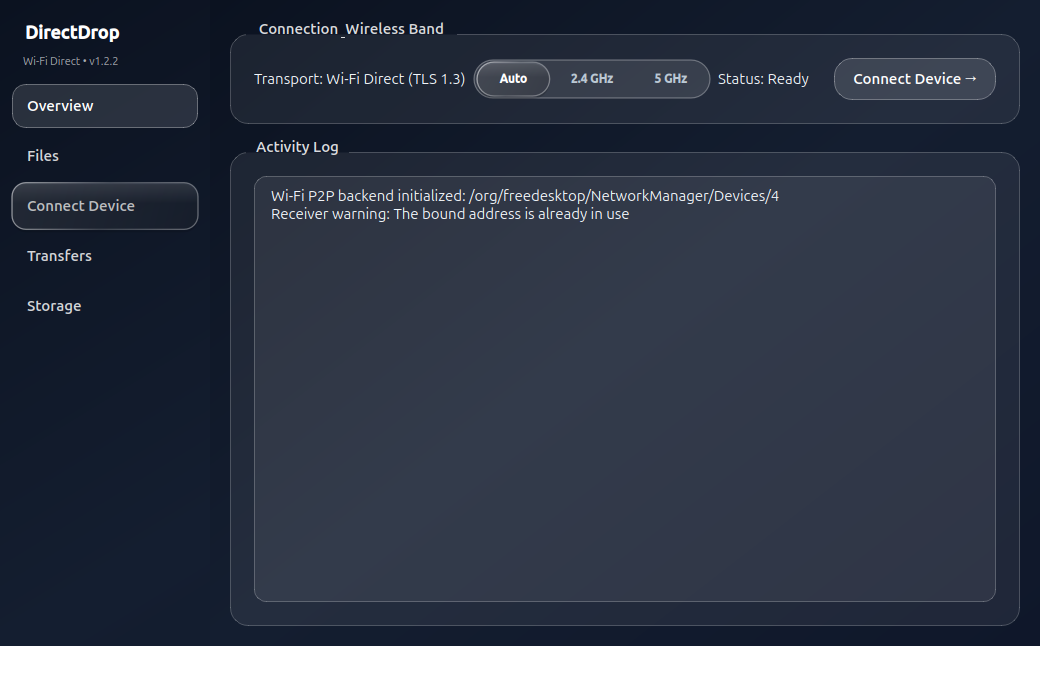 DirectDrop
Wi-Fi Direct • v1.2.2
Overview
Files
Connect Device
Transfers
Storage
Connection_Wireless Band
Transport: Wi-Fi Direct (TLS 1.3)
Auto
2.4 GHz
5 GHz
Status: Ready
Connect Device →
Activity Log
Wi-Fi P2P backend initialized: /org/freedesktop/NetworkManager/Devices/4
Receiver warning: The bound address is already in use